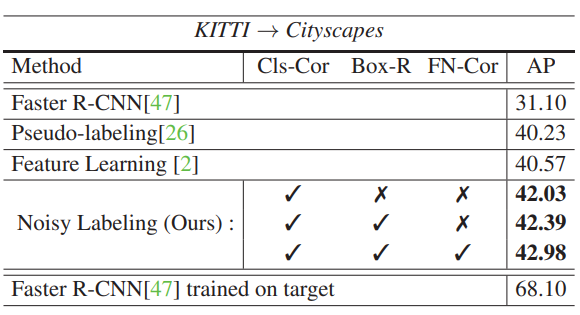 KITTI → Cityscapes
Method Cls-Cor Box-R FN-Cor AP
Faster R-CNN[47] 31.10
Pseudo-labeling[26] 40.23
Feature Learning [2] 40.57
✓ ✗ ✗ 42.03
Noisy Labeling (Ours) : ✓ ✓ ✗ 42.39
✓ ✓ ✓ 42.98
Faster R-CNN[47] trained on target 68.10